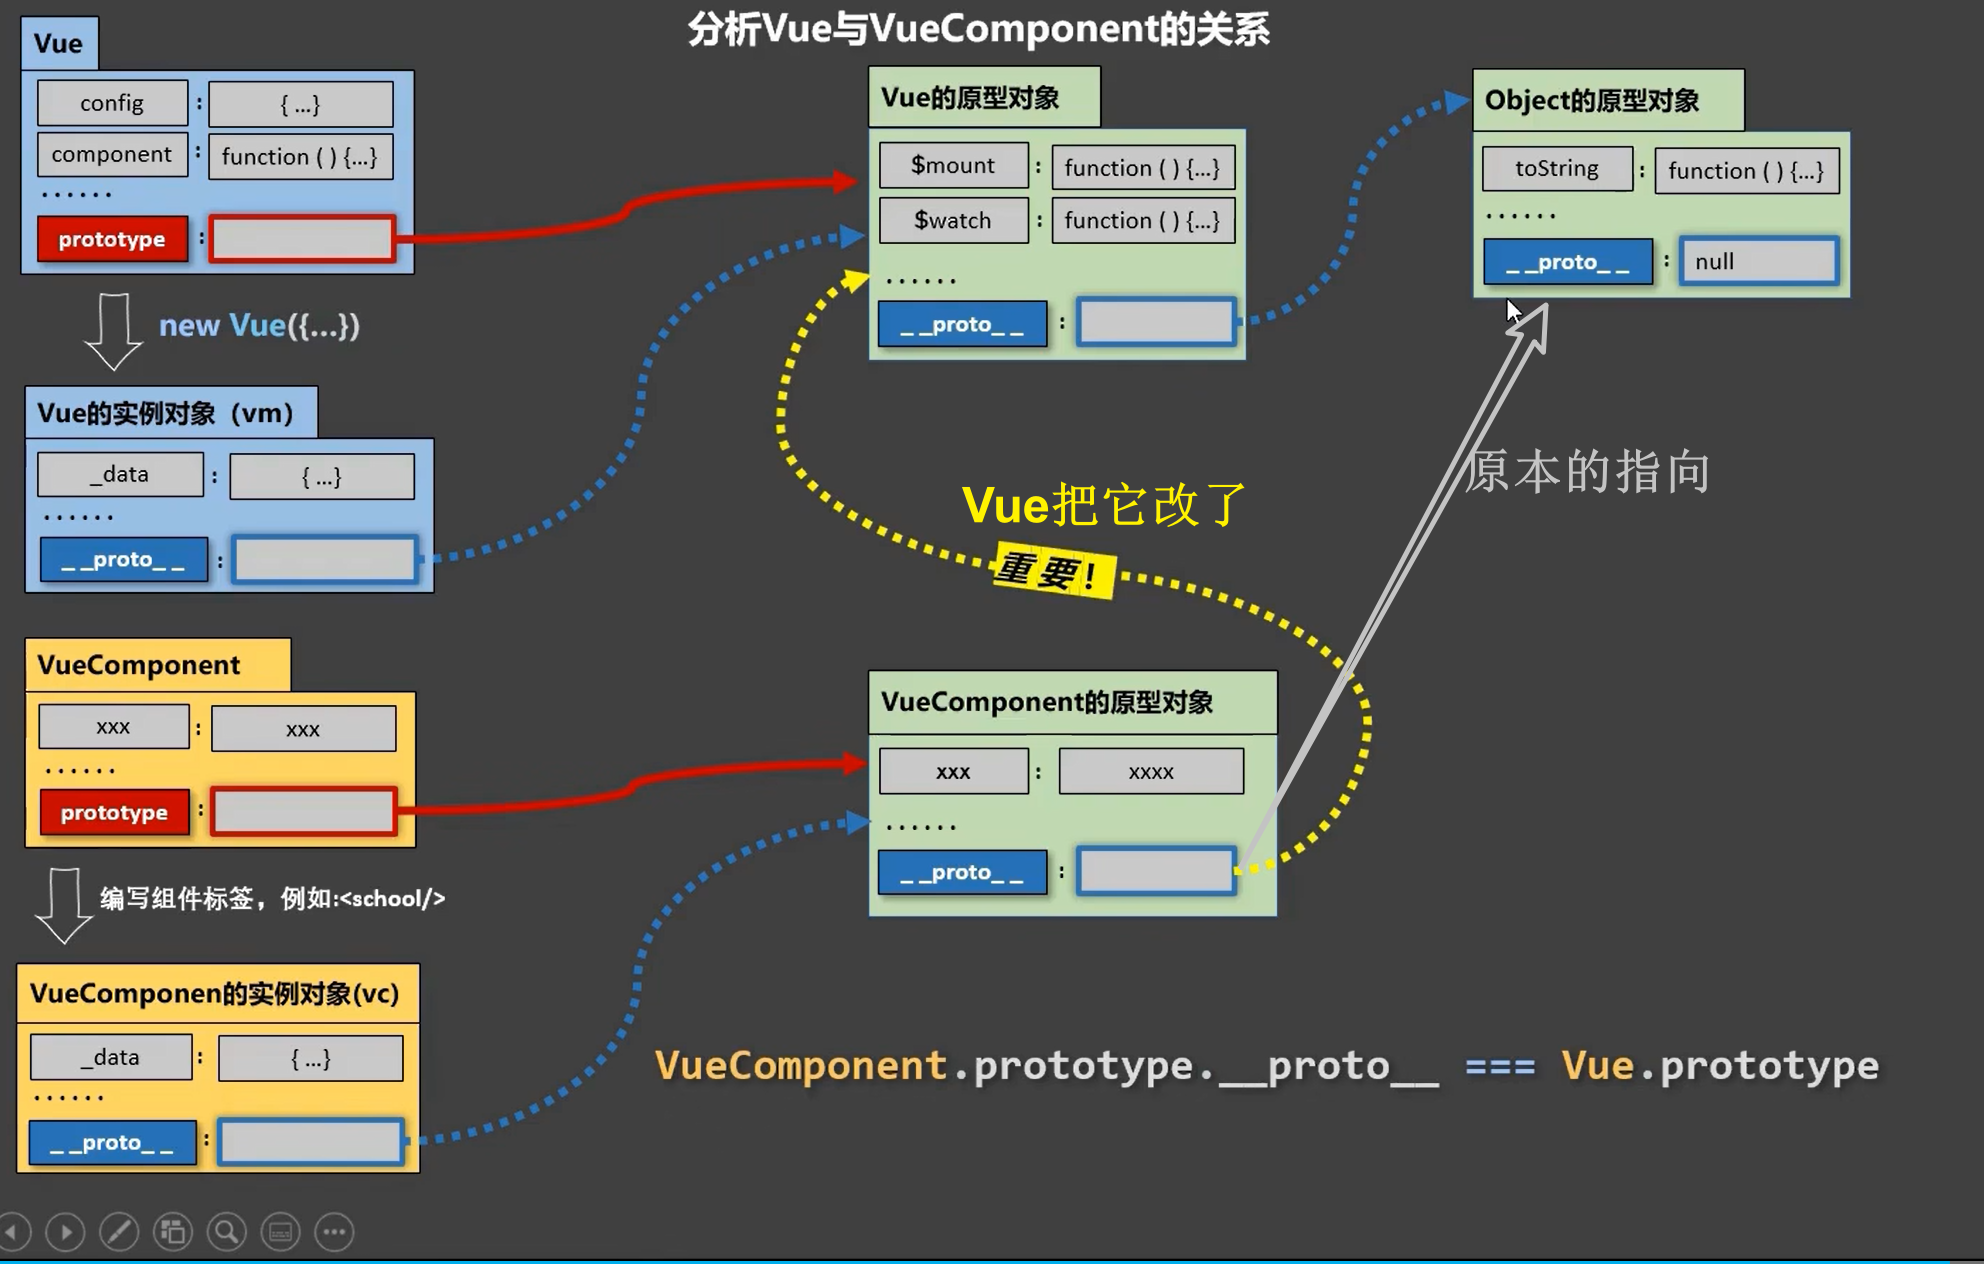 分析Vue与VueComponent的关系
Vue
config : { ...}
component : function ( ) {...}
......
prototype :
new Vue({...})
Vue的实例对象（vm）
_data : { ...}
......
_ _proto_ _ :
VueComponent
xxx : xxx
......
prototype :
编写组件标签，例如:<school/>
VueComponen的实例对象(vc)
_data : { ...}
......
_ _proto_ _ :
Vue的原型对象
$mount : function ( ) {...}
$watch : function ( ) {...}
......
_ _proto_ _ :
Object的原型对象
toString : function ( ) {...}
......
_ _proto_ _ : null
原本的指向
Vue把它改了
重要!
VueComponent的原型对象
xxx : xxxx
......
_ _proto_ _ :
VueComponent.prototype.__proto__ === Vue.prototype